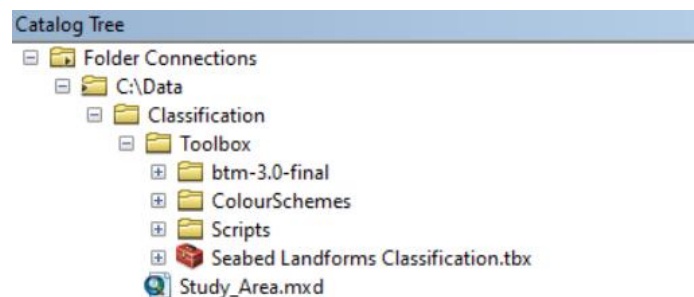 Catalog Tree
Folder Connections
C:\Data
Classification
Toolbox
btm-3.0-final
ColourSchemes
Scripts
Seabed Landforms Classification.tbx
Study_Area.mxd